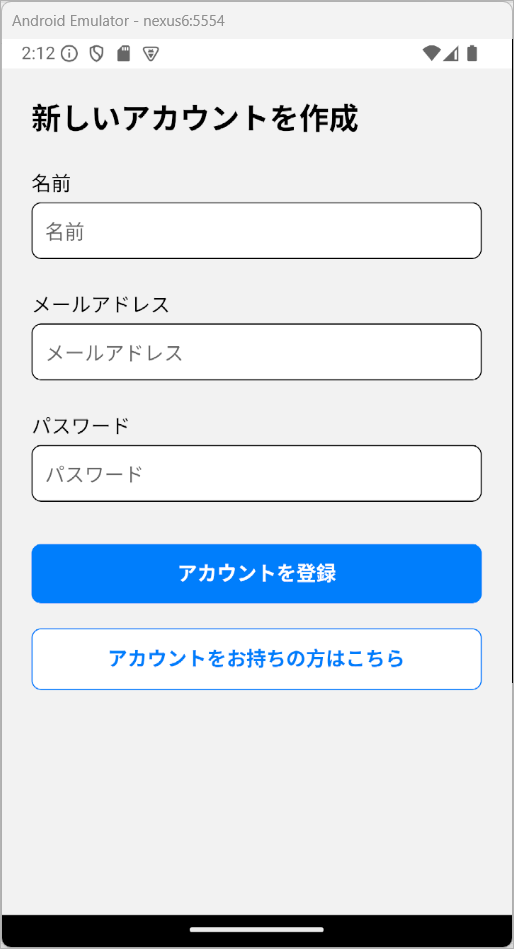 Android Emulator - nexus6:5554
2:12
新しいアカウントを作成
名前
名前
メールアドレス
メールアドレス
パスワード
パスワード
アカウントを登録
アカウントをお持ちの方はこちら